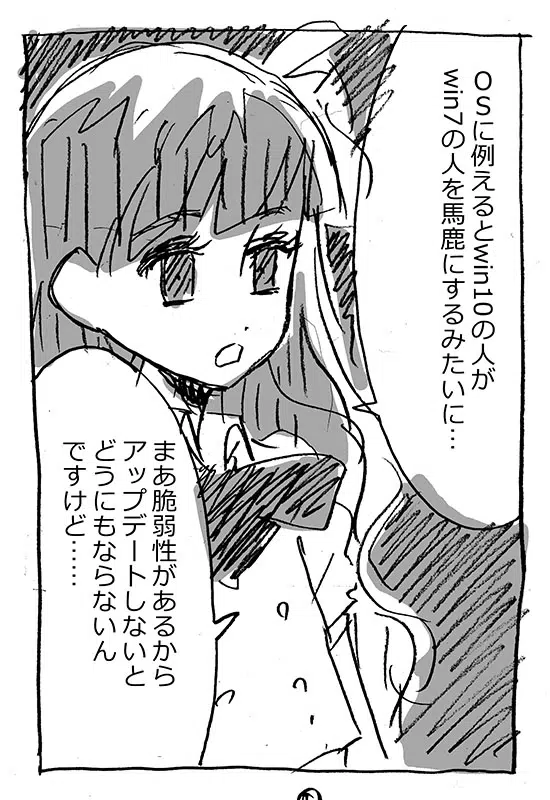 OSに例えるとwin10の人が
win7の人を馬鹿にするみたいに…
まあ脆弱性があるから
アップデートしないと
どうにもならないん
ですけど……